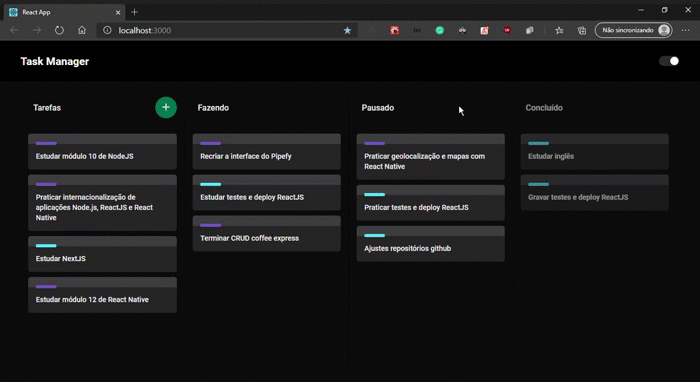 React App
localhost:3000
Não sincronizando
Task Manager
Tarefas
Estudar módulo 10 de NodeJS
Praticar internacionalização de
aplicações Node.js, ReactJS e React
Native
Estudar NextJS
Estudar módulo 12 de React Native
Fazendo
Recriar a interface do Pipefy
Estudar testes e deploy ReactJS
Terminar CRUD coffee express
Pausado
Praticar geolocalização e mapas com
React Native
Praticar testes e deploy ReactJS
Ajustes repositórios github
Concluído
Estudar inglês
Gravar testes e deploy ReactJS